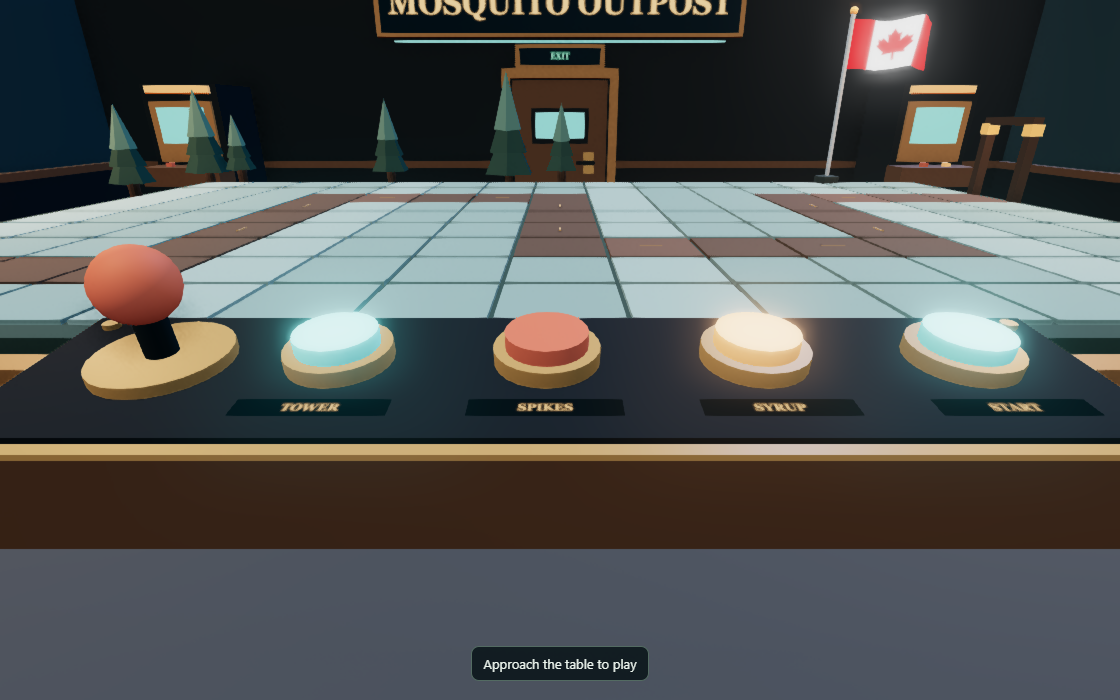 MOSQUITO OUTPOST
EXIT
TOWER
SPIKES
SYRUP
START
Approach the table to play